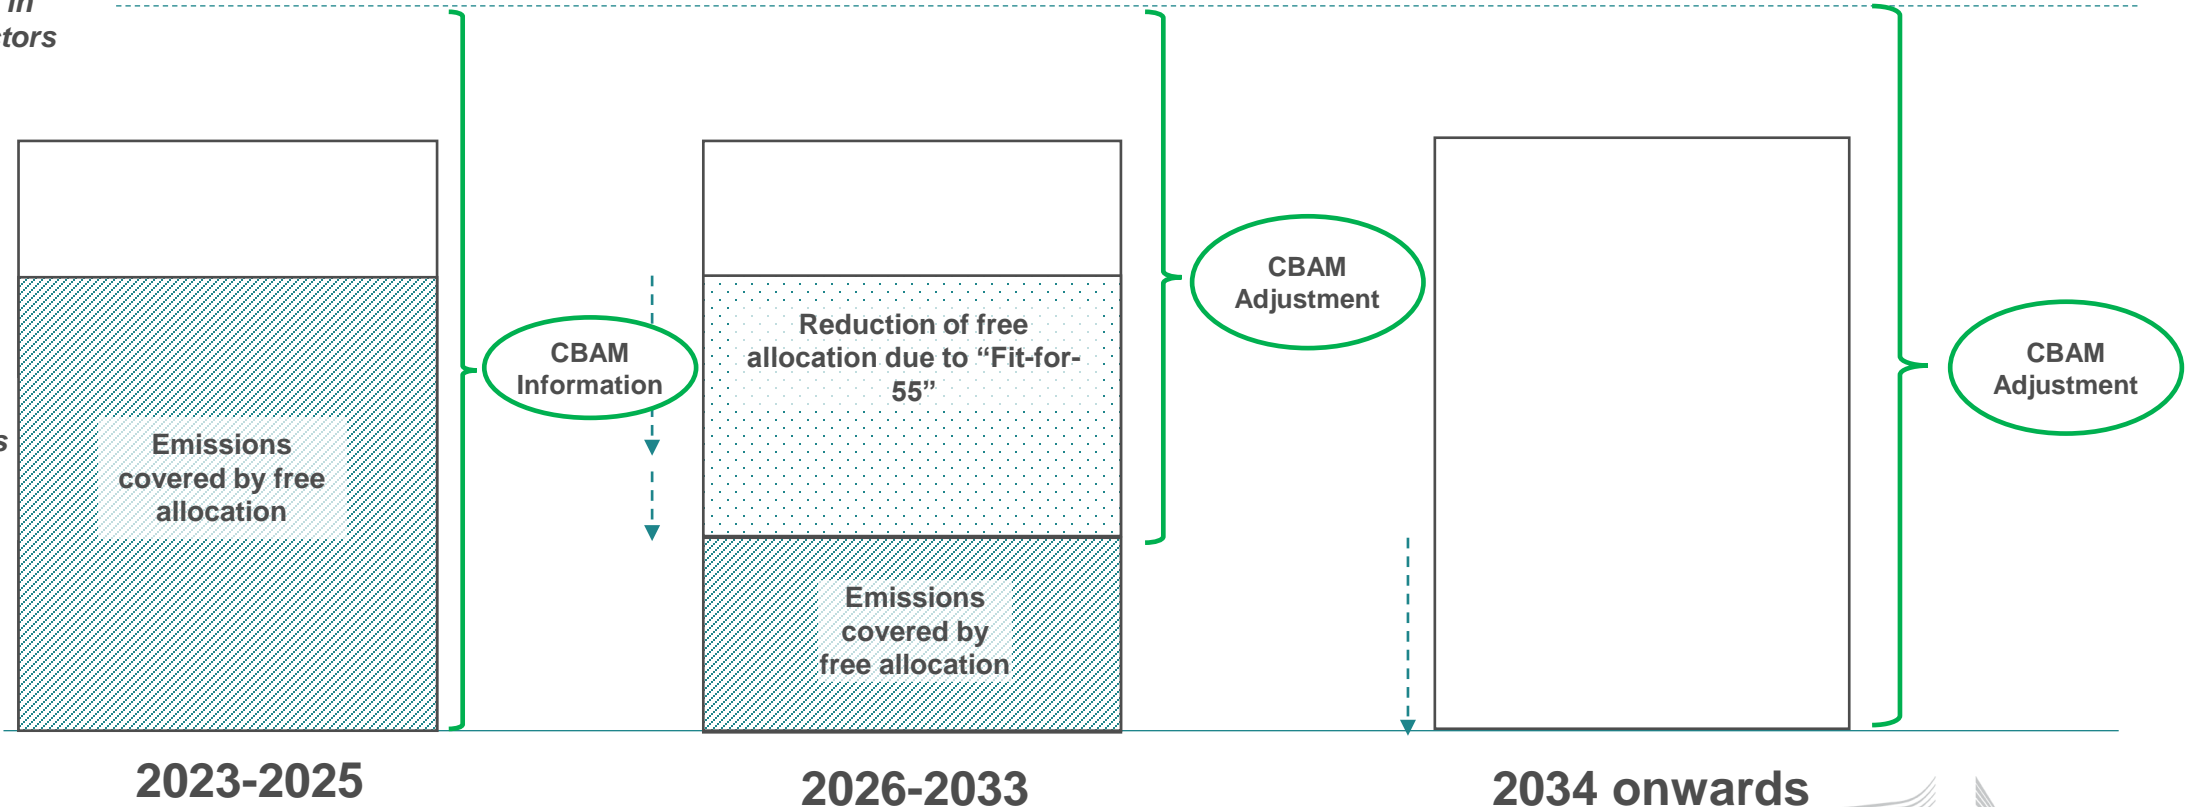 in
CBAM
Information
Reduction of free
allocation due to “Fit-for-
55”
CBAM
Adjustment
CBAM
Adjustment
Emissions
covered by free
allocation
Emissions
covered by
free allocation
2023-2025
2026-2033
2034 onwards